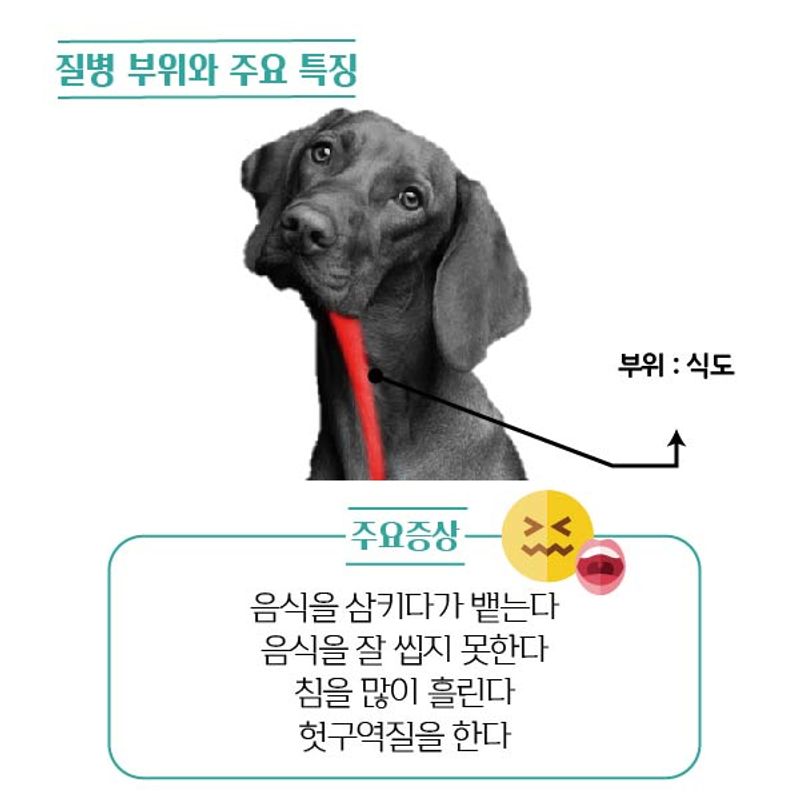 질병 부위와 주요 특징
부위 : 식도
주요증상
음식을 삼키다가 뱉는다
음식을 잘 씹지 못한다
침을 많이 흘린다
헛구역질을 한다